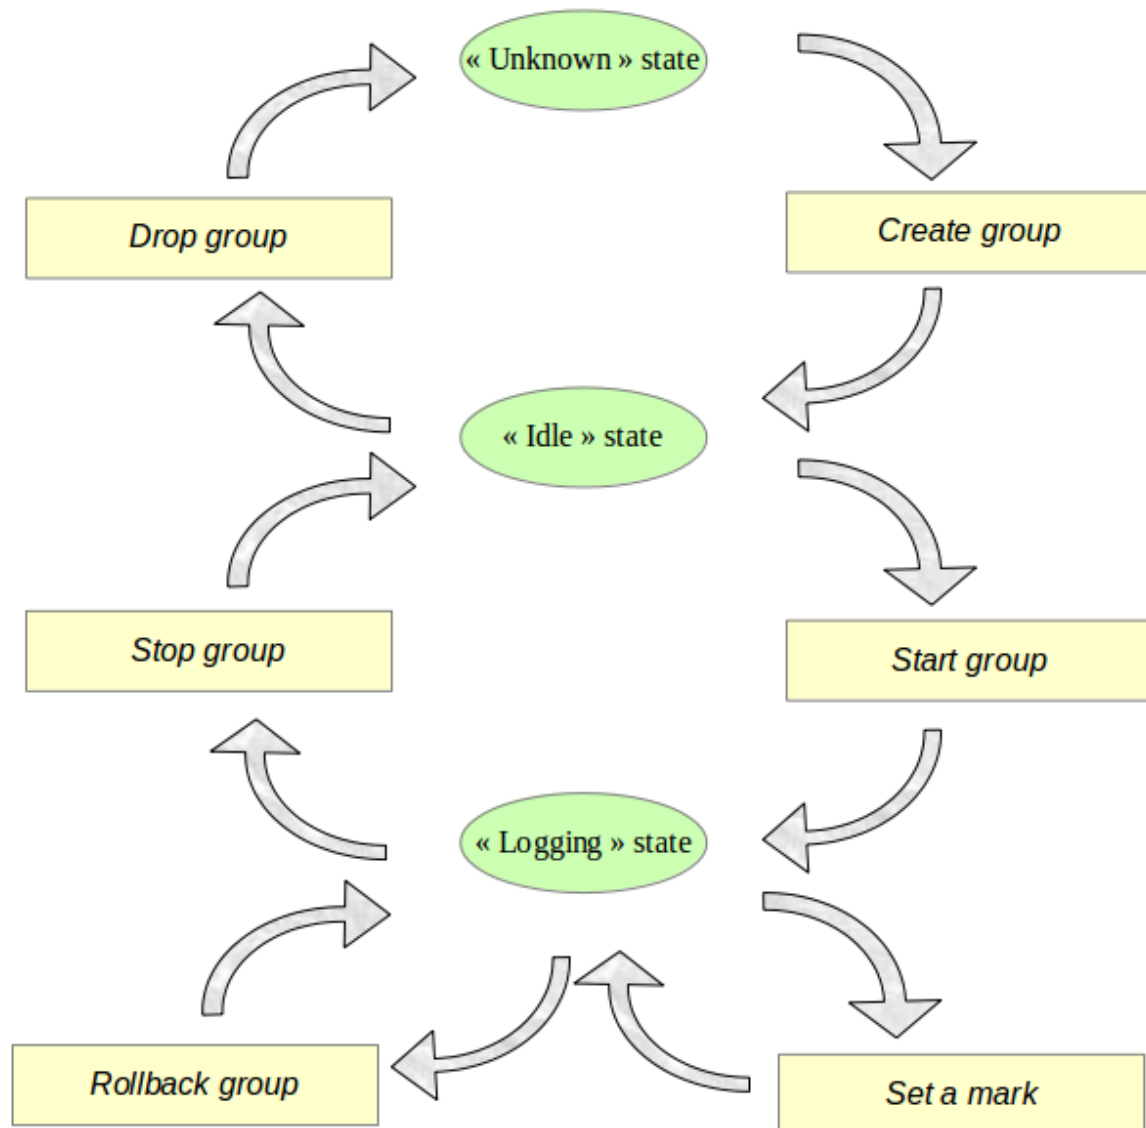 « Unknown » state
Drop group
Create group
« Idle » state
Stop group
Start group
« Logging » state
Rollback group
Set a mark